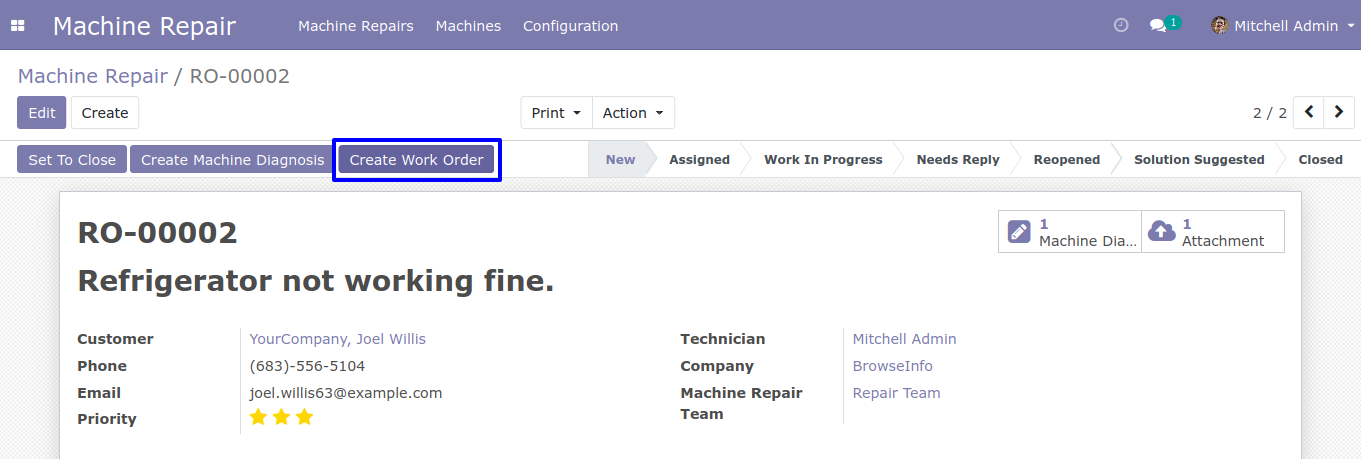 Machine Repair Machine Repairs Machines Configuration 1 Mitchell Admin
Machine Repair / RO-00002
Edit Create Print Action 2 / 2
Set To Close Create Machine Diagnosis Create Work Order New Assigned Work In Progress Needs Reply Reopened Solution Suggested Closed
RO-00002
1
Machine Dia...
1
Attachment
Refrigerator not working fine.
Customer YourCompany, Joel Willis
Phone (683)-556-5104
Email joel.willis63@example.com
Priority
Technician Mitchell Admin
Company BrowseInfo
Machine Repair Repair Team
Team